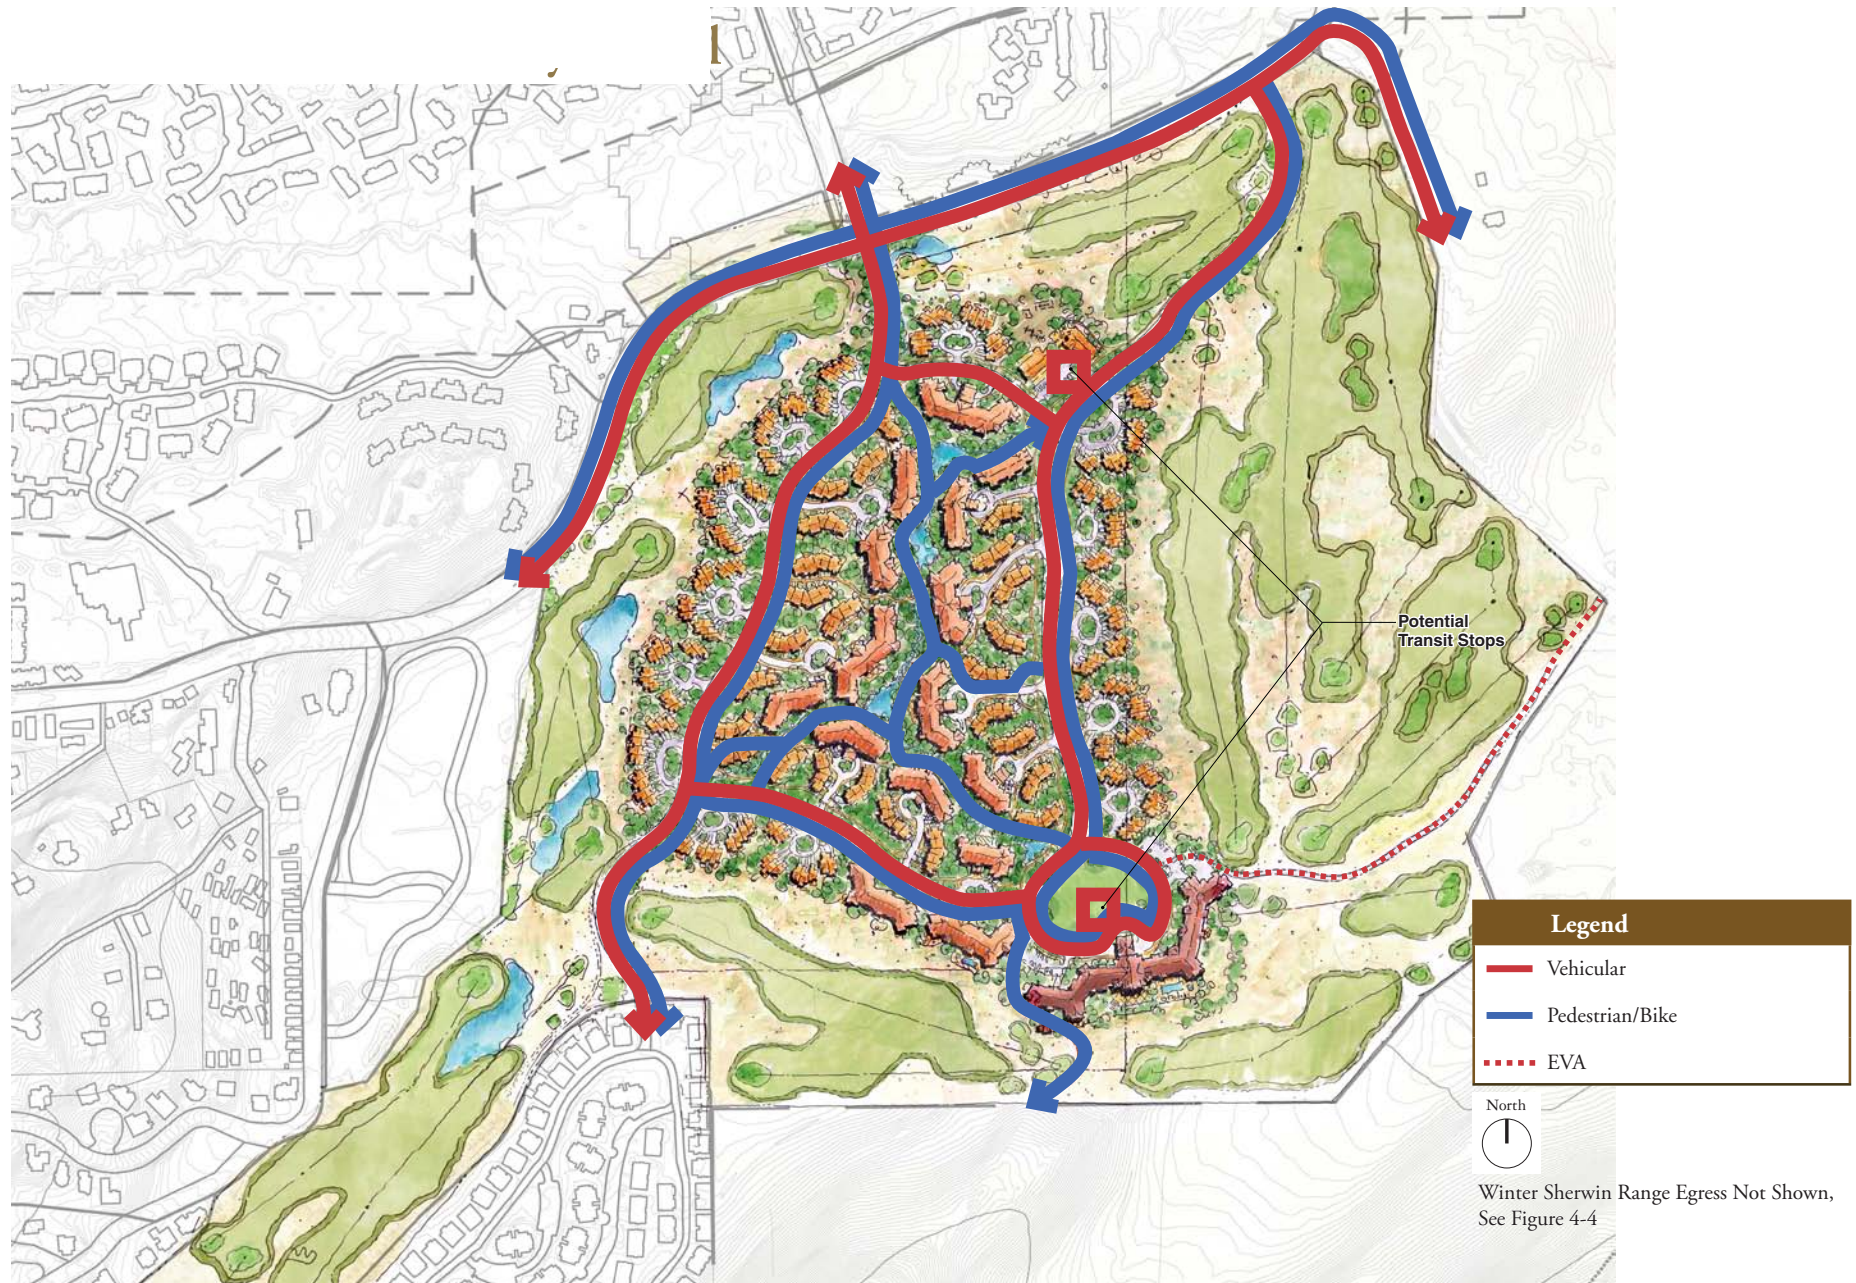 Potential
Transit Stops
Legend
Vehicular
Pedestrian/Bike
EVA
North
Winter Sherwin Range Egress Not Shown,
See Figure 4-4